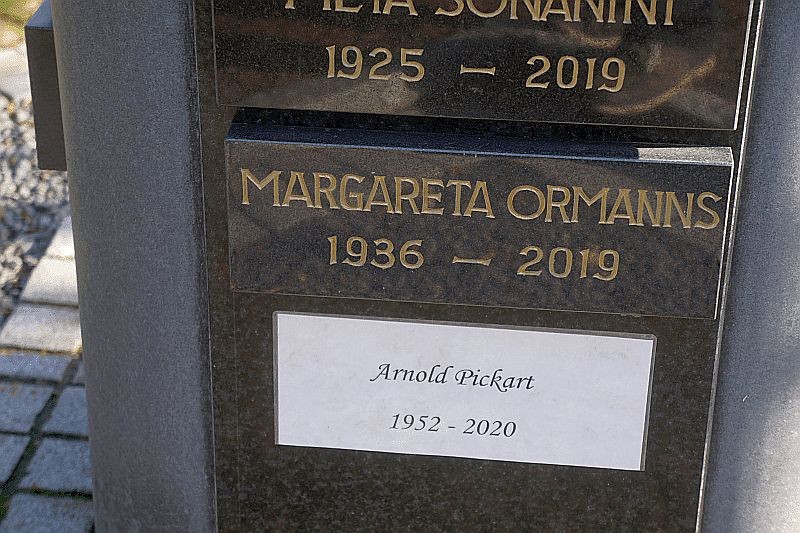 1925 – 2019
MARGARETA ORMANNS
1936 – 2019
Arnold Pickart
1952 - 2020